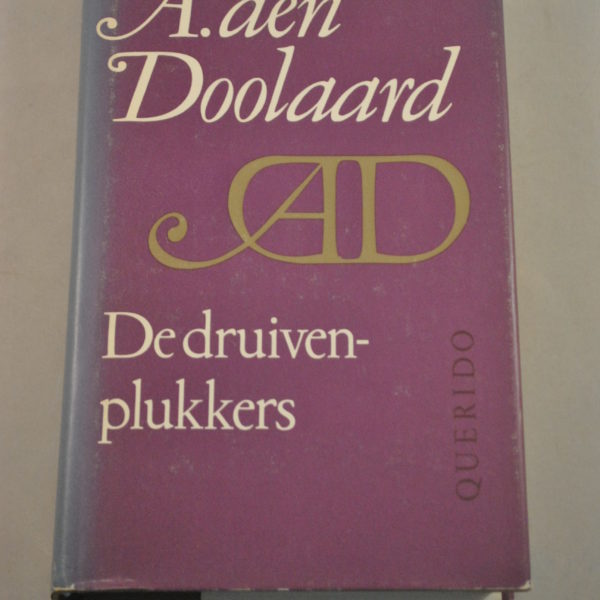 A. den
Doolaard
AD
De druiven-
plukkers
QUERIDO